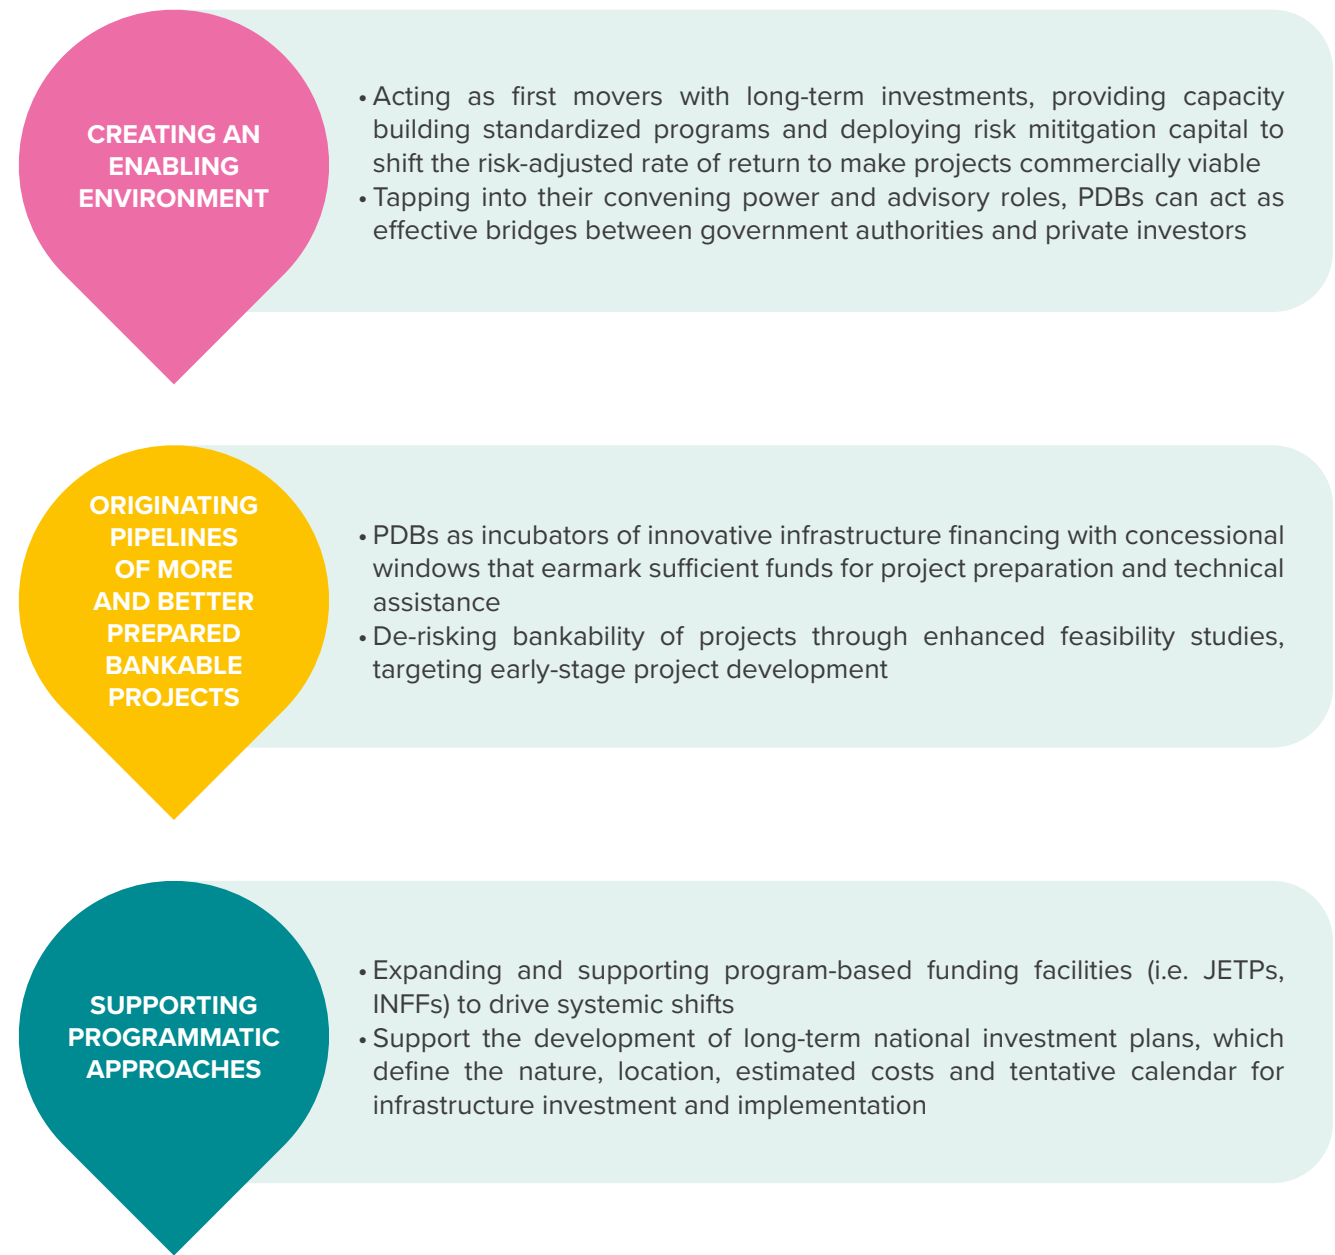 CREATING AN
ENABLING
ENVIRONMENT
• Acting as first movers with long-term investments, providing capacity
building standardized programs and deploying risk mititgation capital to
shift the risk-adjusted rate of return to make projects commercially viable
• Tapping into their convening power and advisory roles, PDBs can act as
effective bridges between government authorities and private investors
ORIGINATING
PIPELINES
OF MORE
AND BETTER
PREPARED
BANKABLE
PROJECTS
• PDBs as incubators of innovative infrastructure financing with concessional
windows that earmark sufficient funds for project preparation and technical
assistance
• De-risking bankability of projects through enhanced feasibility studies,
targeting early-stage project development
SUPPORTING
PROGRAMMATIC
APPROACHES
• Expanding and supporting program-based funding facilities (i.e. JETPs,
INFFs) to drive systemic shifts
• Support the development of long-term national investment plans, which
define the nature, location, estimated costs and tentative calendar for
infrastructure investment and implementation